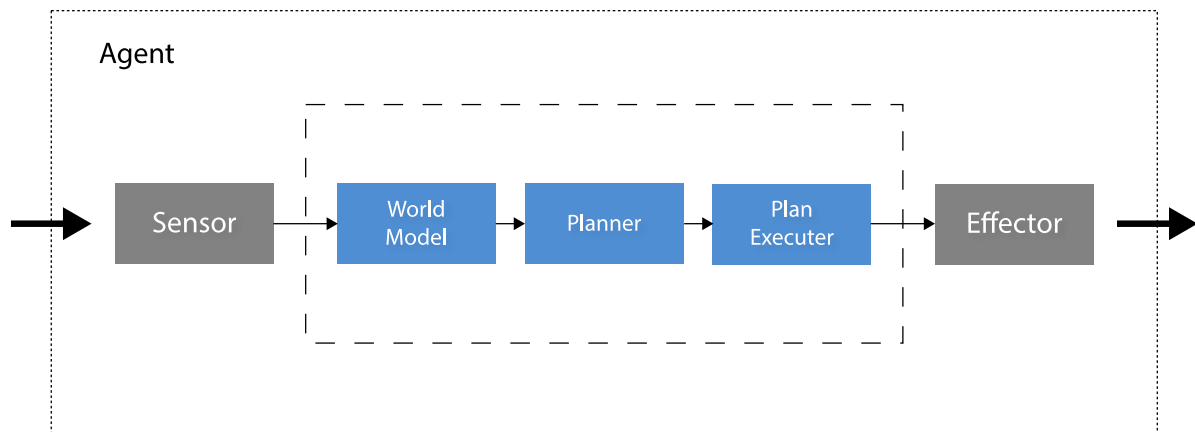 Agent
Sensor
World
Model
Planner
Plan
Executer
Effector